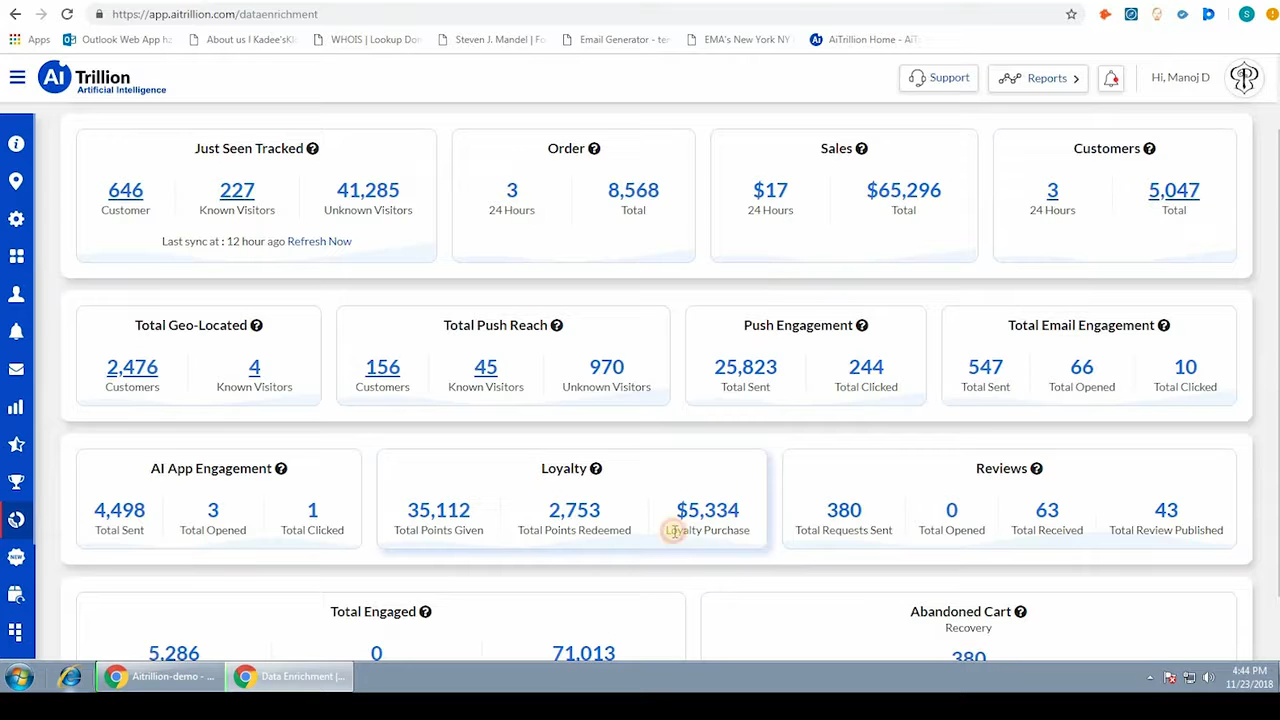 https://app.aitrillion.com/dataenrichment
Apps
Outlook Web App ha
About us l Kadee'sKl
WHOIS | Lookup Do
Steven J. Mandel | Fo
Email Generator - ter
EMA's New York NY
AiTrillion Home - AiT
Ai Trillion
Artificial Intelligence
Support
Reports
Hi, Manoj D
Just Seen Tracked
646
Customer
227
Known Visitors
41,285
Unknown Visitors
Last sync at : 12 hour ago Refresh Now
Order
3
24 Hours
8,568
Total
Sales
$17
24 Hours
$65,296
Total
Customers
3
24 Hours
5,047
Total
Total Geo-Located
2,476
Customers
4
Known Visitors
Total Push Reach
156
Customers
45
Known Visitors
970
Unknown Visitors
Push Engagement
25,823
Total Sent
244
Total Clicked
Total Email Engagement
547
Total Sent
66
Total Opened
10
Total Clicked
AI App Engagement
4,498
Total Sent
3
Total Opened
1
Total Clicked
Loyalty
35,112
Total Points Given
2,753
Total Points Redeemed
$5,334
Loyalty Purchase
Reviews
380
Total Requests Sent
0
Total Opened
63
Total Received
43
Total Review Published
NEW
Total Engaged
5,286
0
71,013
Abandoned Cart
Recovery
380
Aitrillion-demo - ...
Data Enrichment |...
4:44 PM
11/23/2018